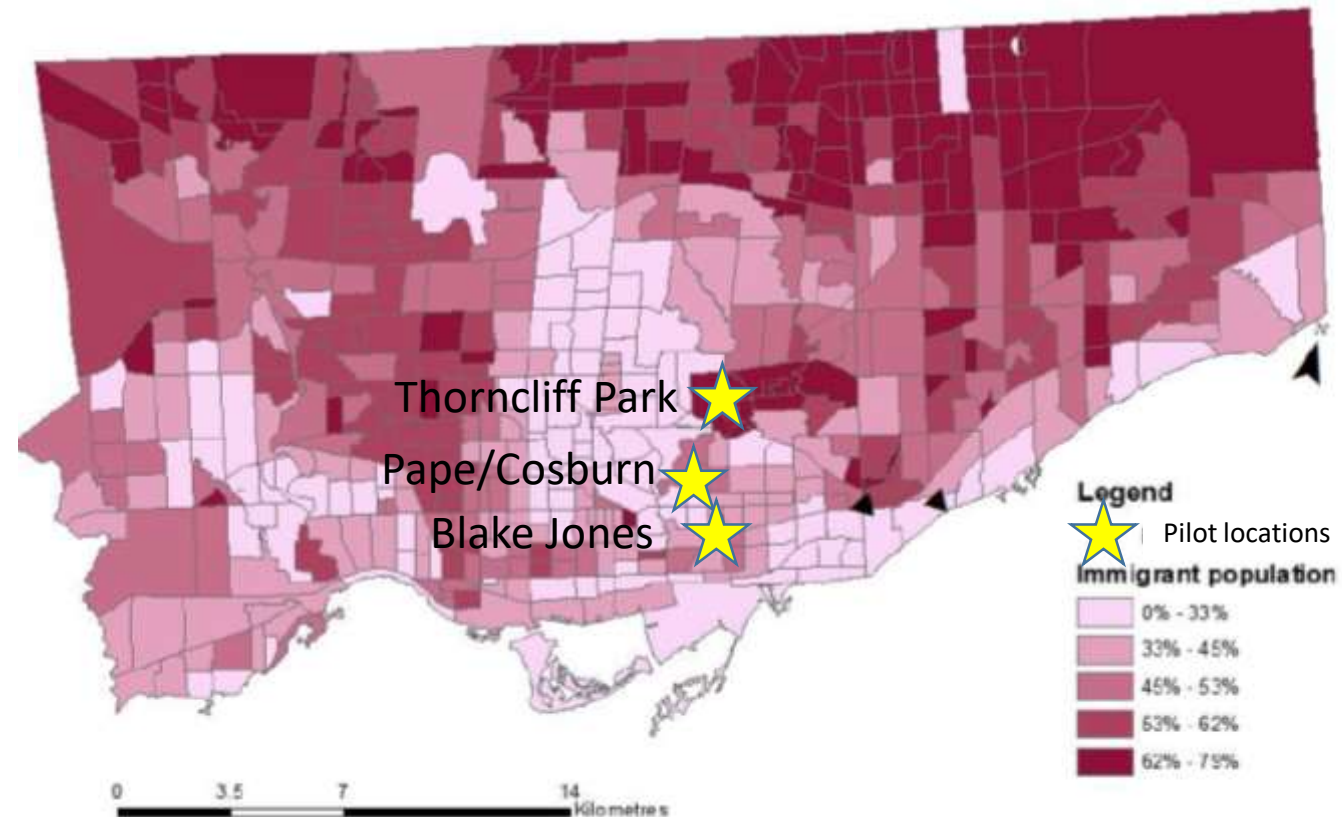 Thorncliff Park
Pape/Cosburn
Blake Jones
N
Legend
Pilot locations
Immigrant population
0% - 33%
33% - 45%
45% - 53%
53% - 62%
62% - 79%
0 3.5 7 14
Kilometres